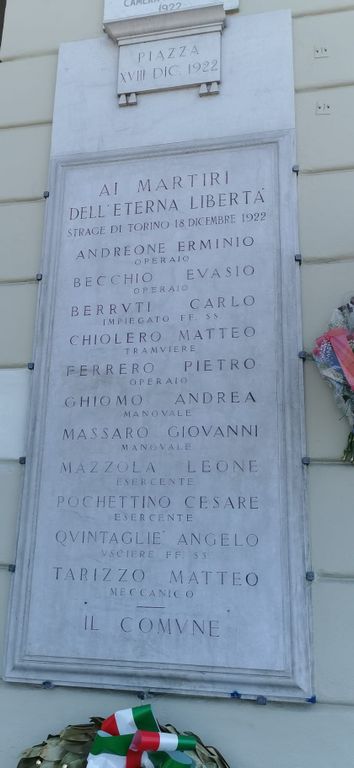 1922
PIAZZA
XVIII DIC. 1922
AI MARTIRI
DELL'ETERNA LIBERTA'
STRAGE DI TORINO 18 DICEMBRE 1922
ANDREONE ERMINIO
OPERAIO
BECCHIO EVASIO
OPERAIO
BERRVTI CARLO
IMPIEGATO FF. SS.
CHIOLERO MATTEO
TRAMVIERE
FERRERO PIETRO
OPERAIO
GHIOMO ANDREA
MANOVALE
MASSARO GIOVANNI
MANOVALE
MAZZOLA LEONE
ESERCENTE
POCHETTINO CESARE
ESERCENTE
QVINTAGLIE' ANGELO
VSCIERE FF. SS.
TARIZZO MATTEO
MECCANICO
IL COMVNE